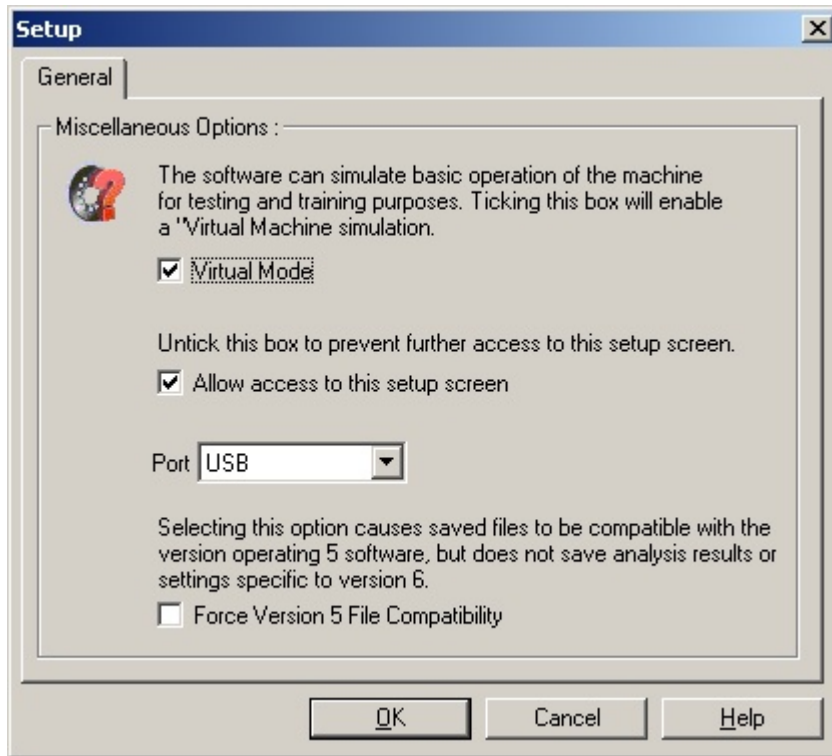 Setup
General
Miscellaneous Options :
The software can simulate basic operation of the machine
for testing and training purposes. Ticking this box will enable
a "Virtual Machine simulation.
Virtual Mode
Untick this box to prevent further access to this setup screen.
Allow access to this setup screen
Port USB
Selecting this option causes saved files to be compatible with the
version operating 5 software, but does not save analysis results or
settings specific to version 6.
Force Version 5 File Compatibility
OK Cancel Help